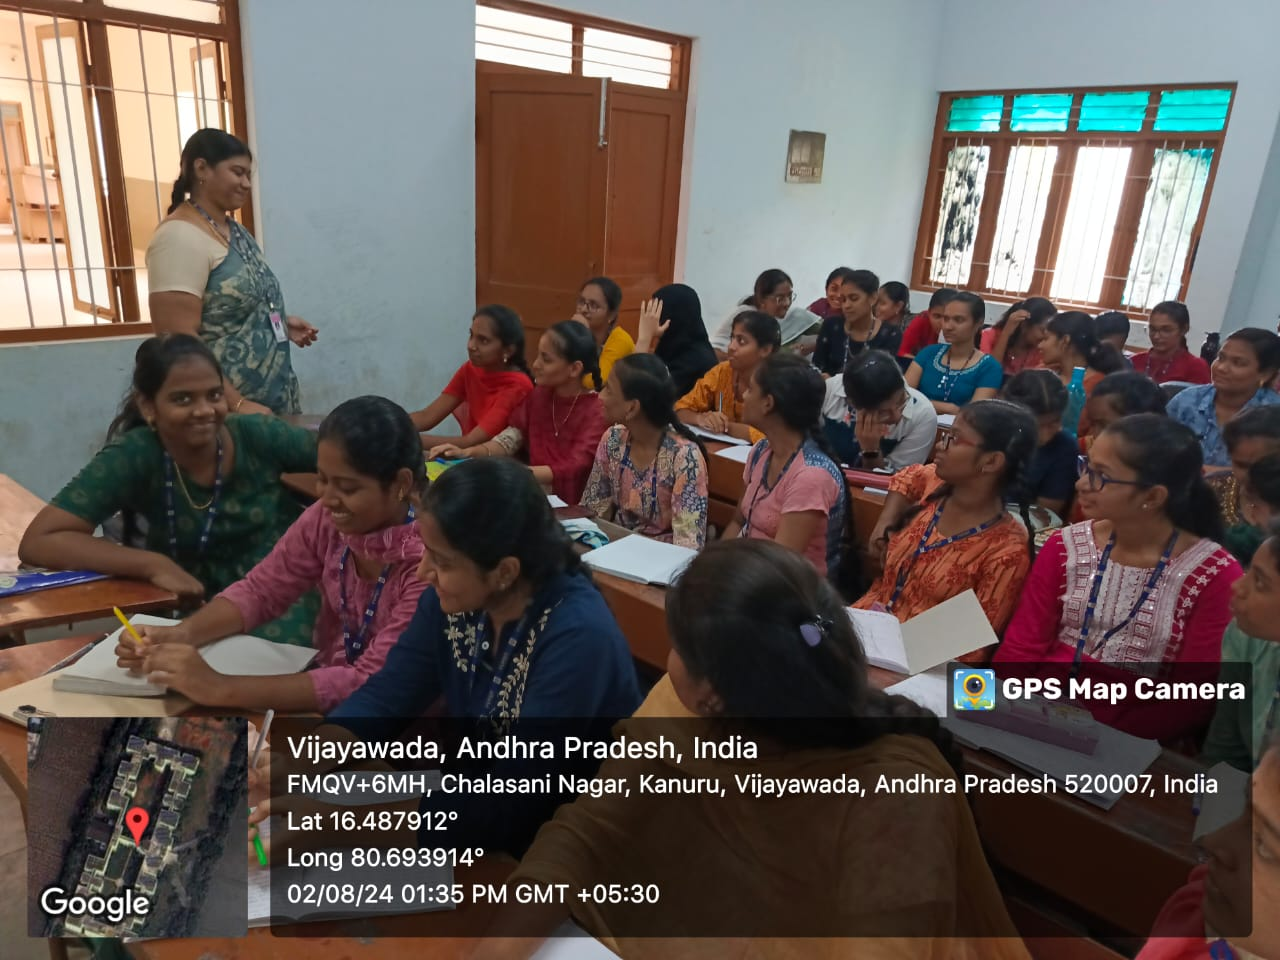 GPS Map Camera
Vijayawada, Andhra Pradesh, India
FMQV+6MH, Chalasani Nagar, Kanuru, Vijayawada, Andhra Pradesh 520007, India
Lat 16.487912°
Long 80.693914°
02/08/24 01:35 PM GMT +05:30
Google